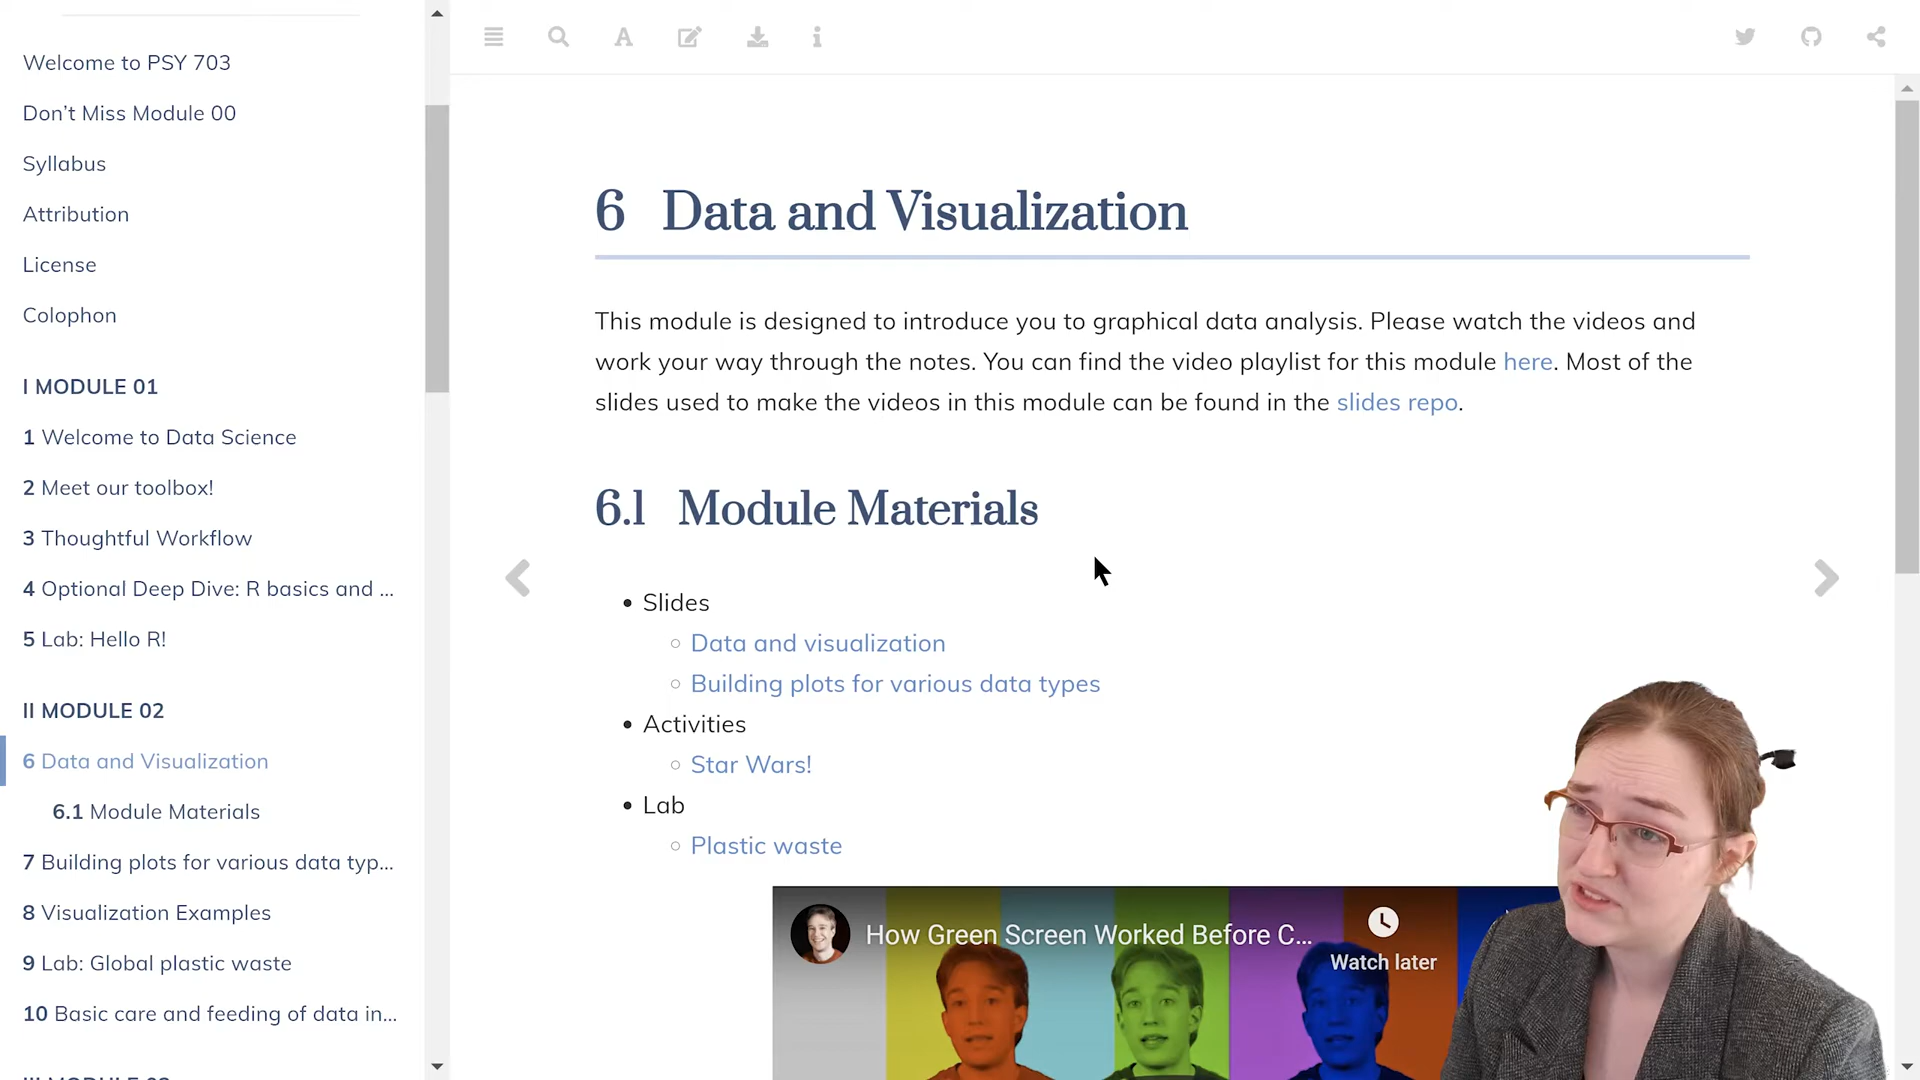 Welcome to PSY 703
Don’t Miss Module 00
Syllabus
Attribution
License
Colophon
I MODULE 01
1 Welcome to Data Science
2 Meet our toolbox!
3 Thoughtful Workflow
4 Optional Deep Dive: R basics and ...
5 Lab: Hello R!
II MODULE 02
6 Data and Visualization
6.1 Module Materials
7 Building plots for various data typ...
8 Visualization Examples
9 Lab: Global plastic waste
10 Basic care and feeding of data in...
6 Data and Visualization
This module is designed to introduce you to graphical data analysis. Please watch the videos and
work your way through the notes. You can find the video playlist for this module here. Most of the
slides used to make the videos in this module can be found in the slides repo.
6.1 Module Materials
Slides
Data and visualization
Building plots for various data types
Activities
Star Wars!
Lab
Plastic waste
How Green Screen Worked Before C...
Watch later